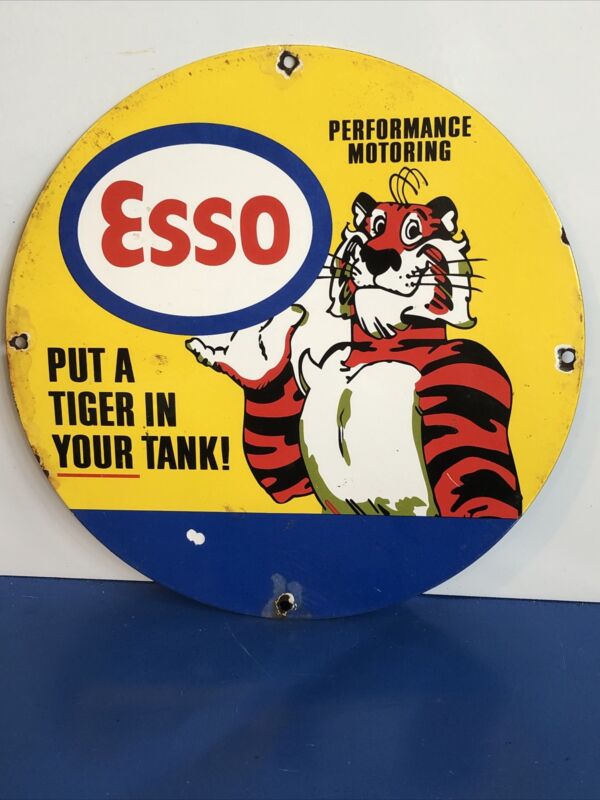 Esso
PERFORMANCE
MOTORING
PUT A
TIGER IN
YOUR TANK!